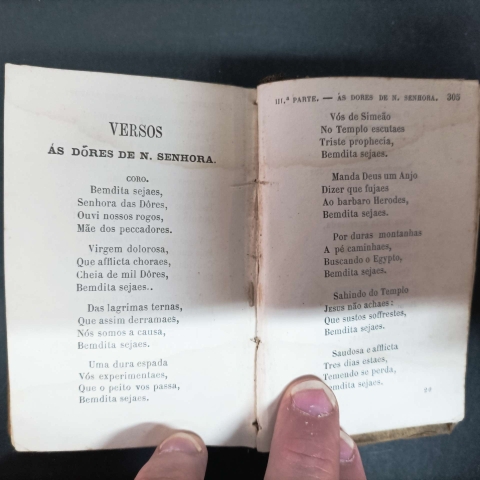 VERSOS
ÁS DÔRES DE N. SENHORA.
CORO.
Bemdita sejaes,
Senhora das Dôres,
Ouvi nossos rogos,
Mãe dos peccadores.
Virgem dolorosa,
Que afflicta choraes,
Cheia de mil Dôres,
Bemdita sejaes..
Das lagrimas ternas,
Que assim derramaes,
Nós somos a causa,
Bemdita sejaes.
Uma dura espada
Vós experimentaes,
Que o peito vos passa,
Bemdita sejaes.
III.ª PARTE. — ÁS DORES DE N. SENHORA. 305
Vós de Simeão
No Templo escutaes
Triste prophecia,
Bemdita sejaes.
Manda Deus um Anjo
Dizer que fujaes
Ao barbaro Herodes,
Bemdita sejaes.
Por duras montanhas
A pé caminhaes,
Buscando o Egypto,
Bemdita sejaes.
Sahindo do Templo
Jesus não achaes:
Que sustos soffrestes,
Bemdita sejaes.
Saudosa e afflicta
Tres dias estaes,
Temendo se perda,
Bemdita sejaes.